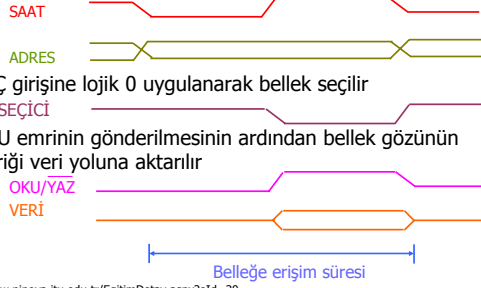 SAAT
ADRES
Ç girişine lojik 0 uygulanarak bellek seçilir
SEÇİCİ
U emrinin gönderilmesinin ardından bellek gözünün
riği veri yoluna aktarılır
OKU/YAZ
VERİ
Belleğe erişim süresi